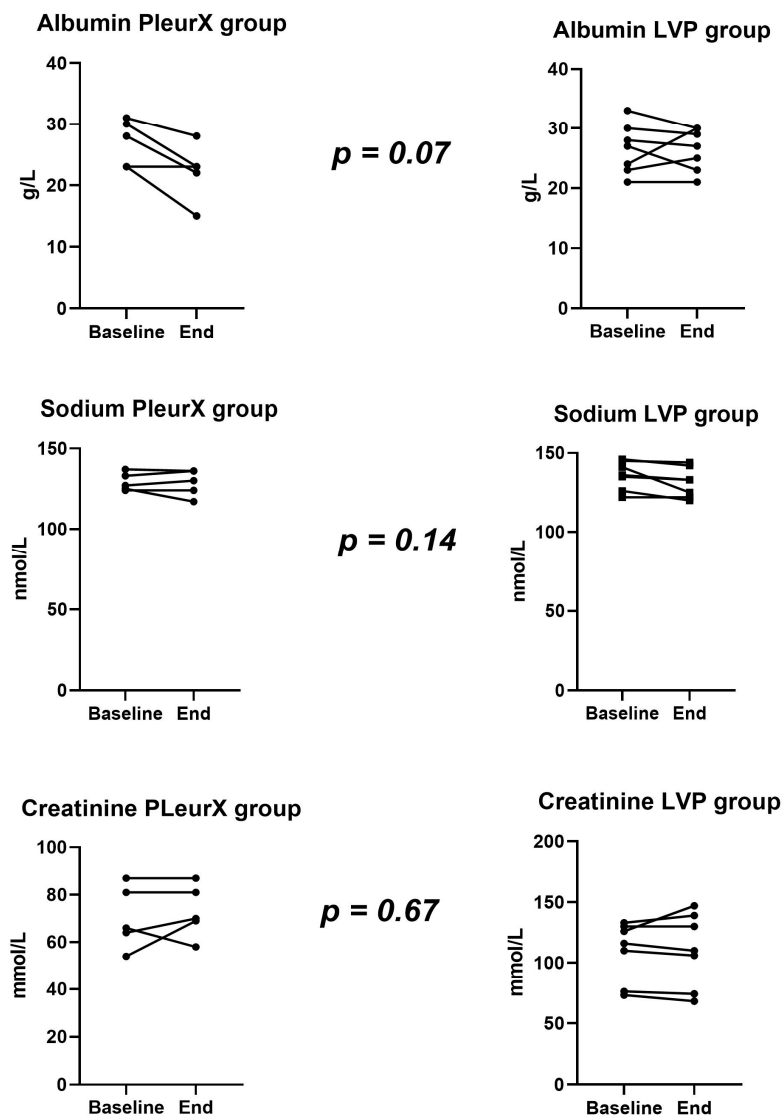 Albumin PleurX group
40
30
20
10
0
g/L
Baseline End
p = 0.07
Albumin LVP group
40
30
20
10
0
g/L
Baseline End
Sodium PleurX group
150
100
50
0
nmol/L
Baseline End
p = 0.14
Sodium LVP group
150
100
50
0
nmol/L
Baseline End
Creatinine PLeurX group
100
80
60
40
20
0
mmol/L
Baseline End
p = 0.67
Creatinine LVP group
200
150
100
50
0
mmol/L
Baseline End